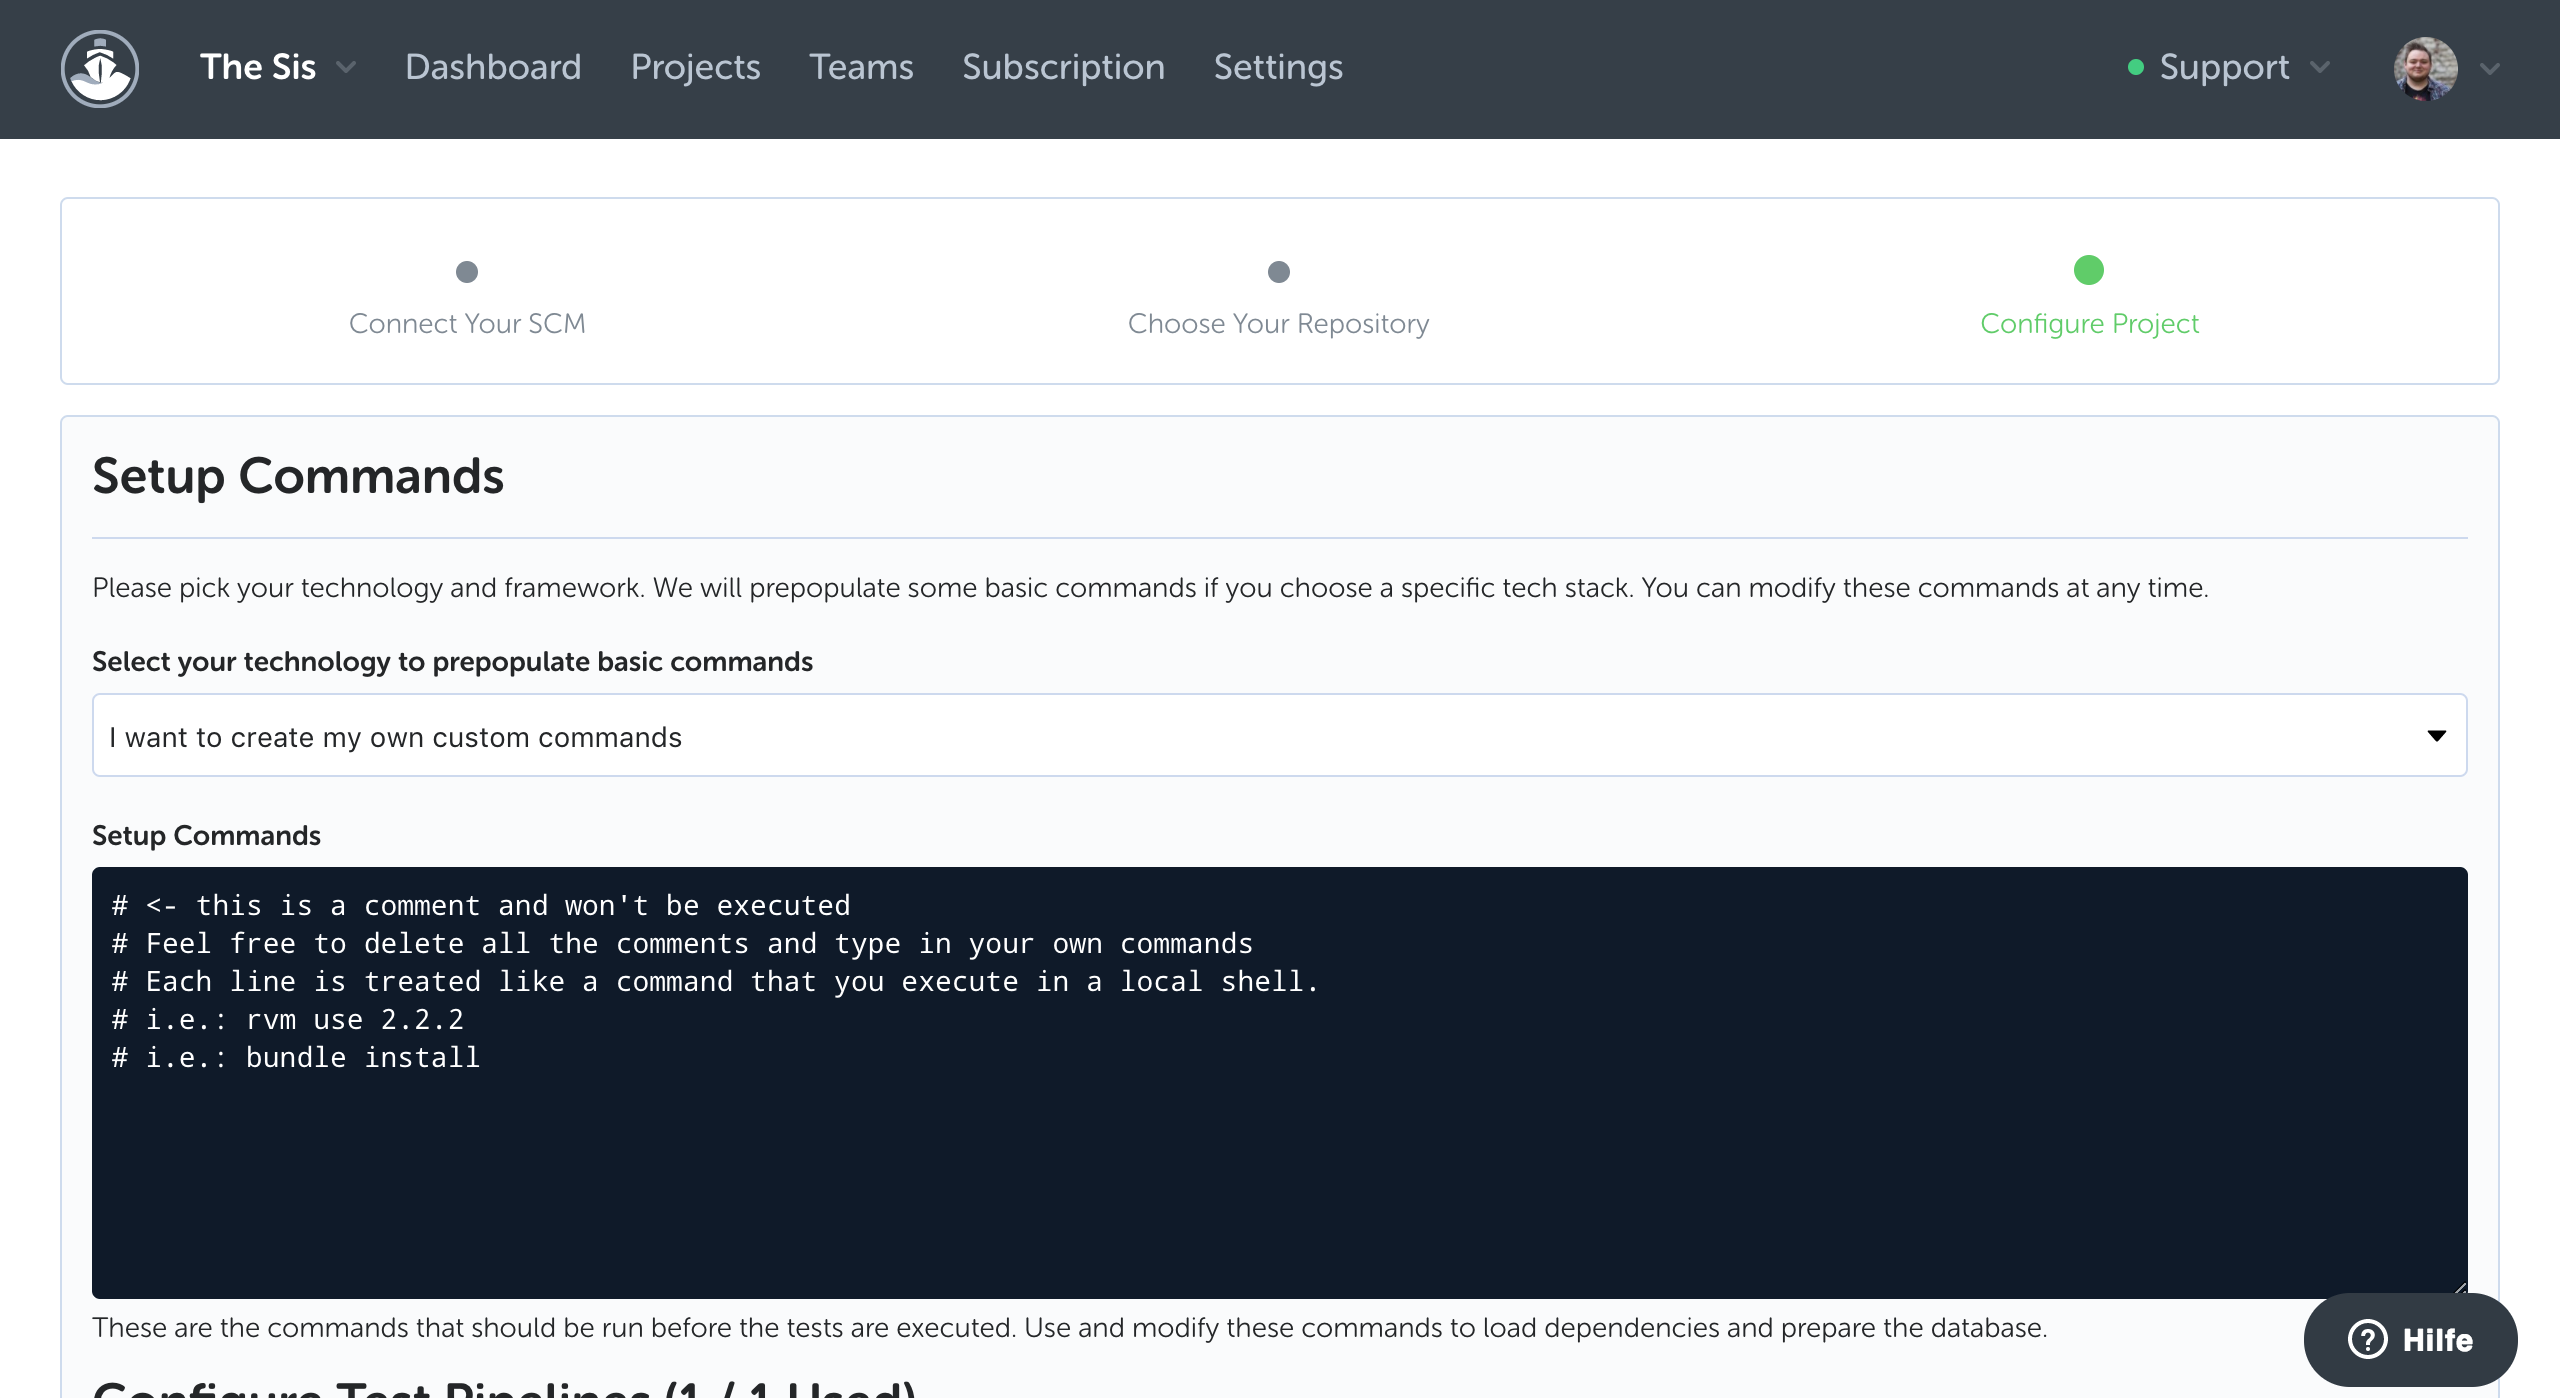 The Sis
Dashboard
Projects
Teams
Subscription
Settings
Support
Connect Your SCM
Choose Your Repository
Configure Project
Setup Commands
Please pick your technology and framework. We will prepopulate some basic commands if you choose a specific tech stack. You can modify these commands at any time.
Select your technology to prepopulate basic commands
I want to create my own custom commands
Setup Commands
# <- this is a comment and won't be executed
# Feel free to delete all the comments and type in your own commands
# Each line is treated like a command that you execute in a local shell.
# i.e.: rvm use 2.2.2
# i.e.: bundle install
These are the commands that should be run before the tests are executed. Use and modify these commands to load dependencies and prepare the database.
Hilfe
Configure Test Pipelines (1 / 1 Used)